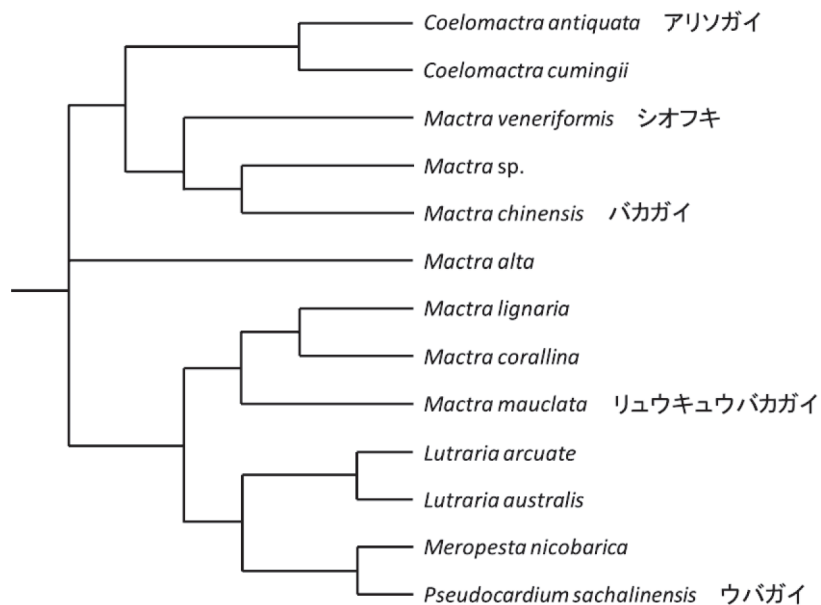 Coelomactra antiquata アリソガイ
Coelomactra cumingii
Mactra veneriformis シオフキ
Mactra sp.
Mactra chinensis バカガイ
Mactra alta
Mactra lignaria
Mactra corallina
Mactra mauclata リュウキュウバカガイ
Lutraria arcuate
Lutraria australis
Meropesta nicobarica
Pseudocardium sachalinensis ウバガイ